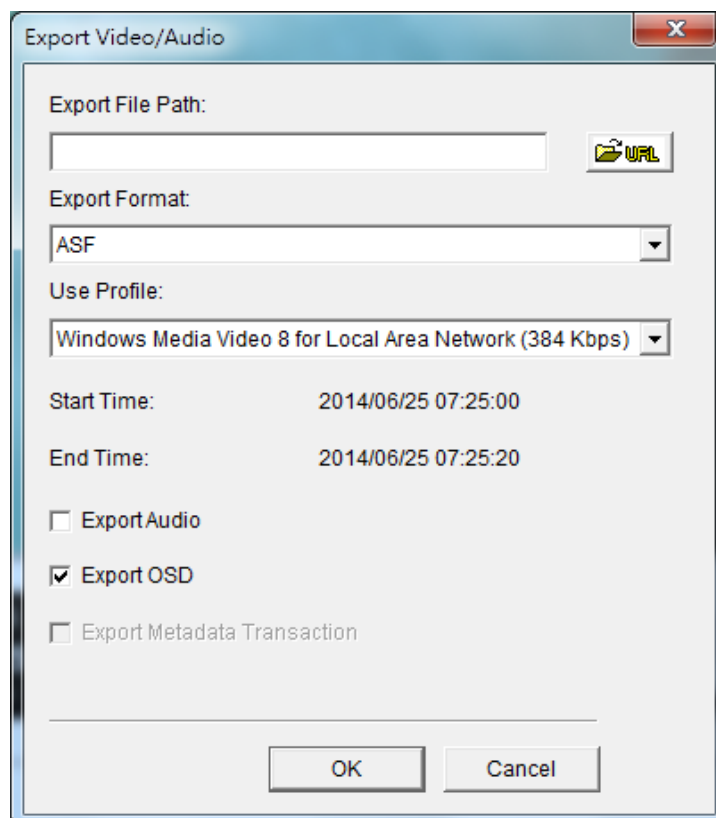 Export Video/Audio
Export File Path:
URL
Export Format:
ASF
Use Profile:
Windows Media Video 8 for Local Area Network (384 Kbps)
Start Time: 2014/06/25 07:25:00
End Time: 2014/06/25 07:25:20
Export Audio
Export OSD
Export Metadata Transaction
OK Cancel